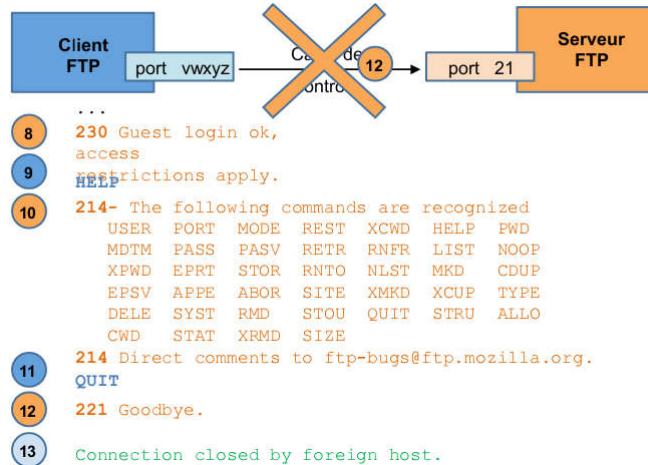 Client
FTP
port vwxyz
12
port 21
Serveur
FTP
...
8 230 Guest login ok,
access
restrictions apply.
9 HELP
10 214- The following commands are recognized
USER PORT MODE REST XCWD HELP PWD
MDTM PASS PASV RETR RNFR LIST NOOP
XPWD EPRT STOR RNTO NLST MKD CDUP
EPSV APPE ABOR SITE XMKD XCUP TYPE
DELE SYST RMD STOU QUIT STRU ALLO
CWD STAT XRMD SIZE
214 Direct comments to ftp-bugs@ftp.mozilla.org.
11 QUIT
12 221 Goodbye.
13 Connection closed by foreign host.